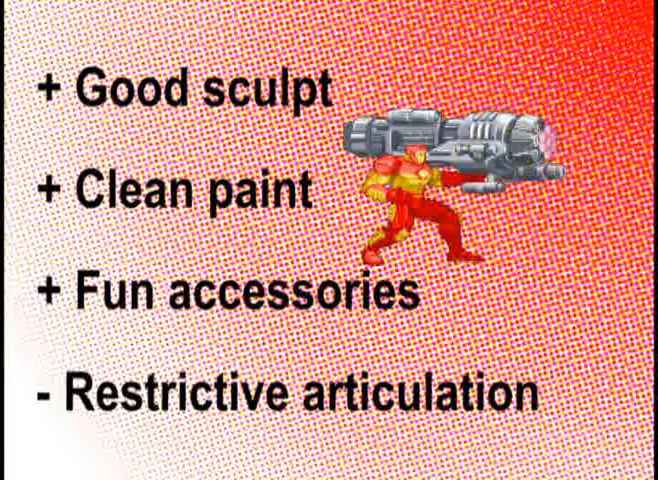 + Good sculpt
+ Clean paint
+ Fun accessories
- Restrictive articulation